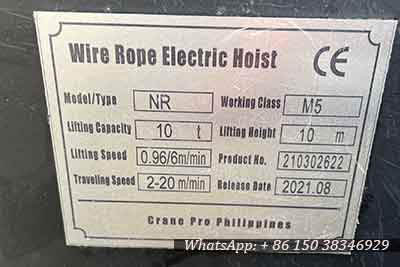 Wire Rope Electric Hoist CE
Model/Type NR Working Class M5
Lifting Capacity 10 t Lifting Height 10 m
Lifting Speed 0.96/6m/min Product No. 210302622
Traveling Speed 2-20m/min Release Date 2021.08
Crane Pro Philippines
WhatsApp: + 86 150 38346929